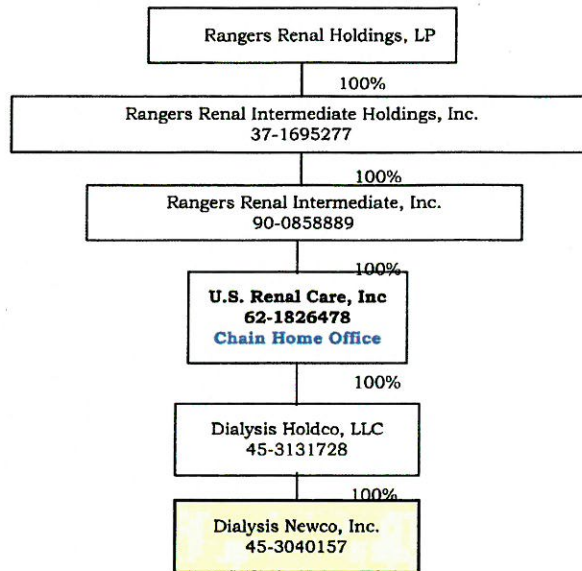 Rangers Renal Holdings, LP
100%
Rangers Renal Intermediate Holdings, Inc.
37-1695277
100%
Rangers Renal Intermediate, Inc.
90-0858889
100%
U.S. Renal Care, Inc
62-1826478
Chain Home Office
100%
Dialysis Holdco, LLC
45-3131728
100%
Dialysis Newco, Inc.
45-3040157